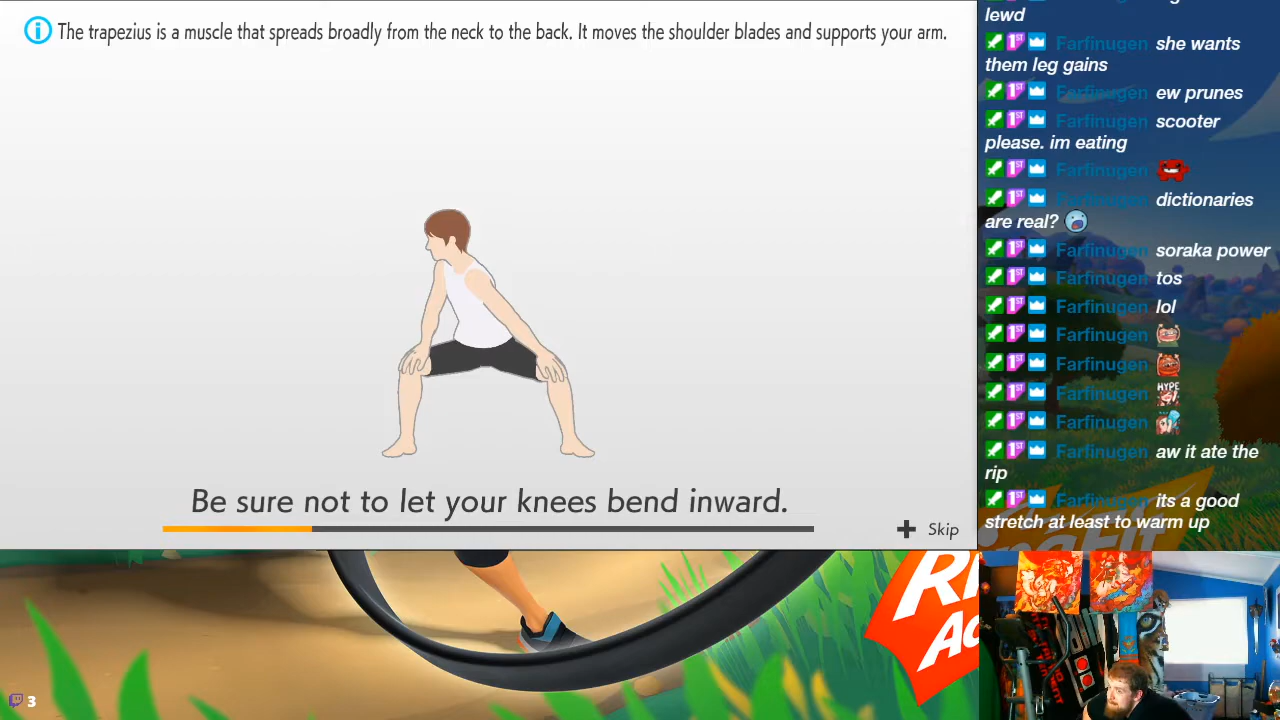 The trapezius is a muscle that spreads broadly from the neck to the back. It moves the shoulder blades and supports your arm.
Be sure not to let your knees bend inward.
Skip
lewd
Farfinugen she wants
them leg gains
Farfinugen ew prunes
Farfinugen scooter
please. im eating
Farfinugen
Farfinugen dictionaries
are real?
Farfinugen soraka power
Farfinugen tos
Farfinugen lol
Farfinugen
Farfinugen
Farfinugen HYPE
Farfinugen
Farfinugen aw it ate the
rip
Farfinugen its a good
stretch at least to warm up
3